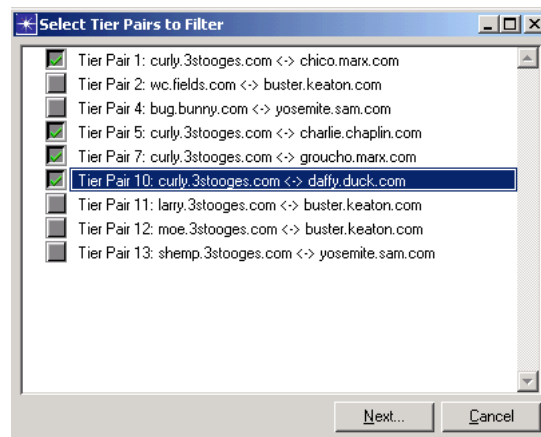 Select Tier Pairs to Filter
Tier Pair 1: curly.3stooges.com <-> chico.marx.com
Tier Pair 2: wc.fields.com <-> buster.keaton.com
Tier Pair 4: bug.bunny.com <-> yosemite.sam.com
Tier Pair 5: curly.3stooges.com <-> charlie.chaplin.com
Tier Pair 7: curly.3stooges.com <-> groucho.marx.com
Tier Pair 10: curly.3stooges.com <-> daffy.duck.com
Tier Pair 11: larry.3stooges.com <-> buster.keaton.com
Tier Pair 12: moe.3stooges.com <-> buster.keaton.com
Tier Pair 13: shemp.3stooges.com <-> yosemite.sam.com
Next... Cancel